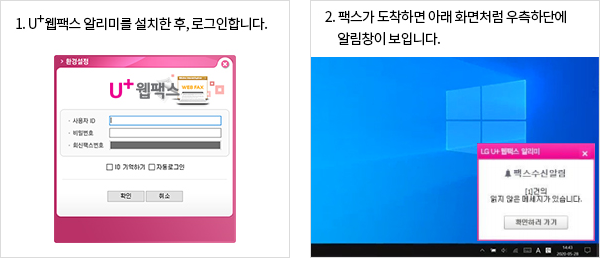 1. U+웹팩스 알리미를 설치한 후, 로그인합니다.
환경설정
U+ 웹팩스 WEB FAX
사용자 ID
비밀번호
회신팩스번호
ID 기억하기 자동로그인
확인 취소
2. 팩스가 도착하면 아래 화면처럼 우측하단에
알림창이 보입니다.
LG U+ 웹팩스 알리미
팩스수신알림
[1]건의
읽지 않은 메세지가 있습니다.
확인하러 가기
A
14:43
2020-05-28